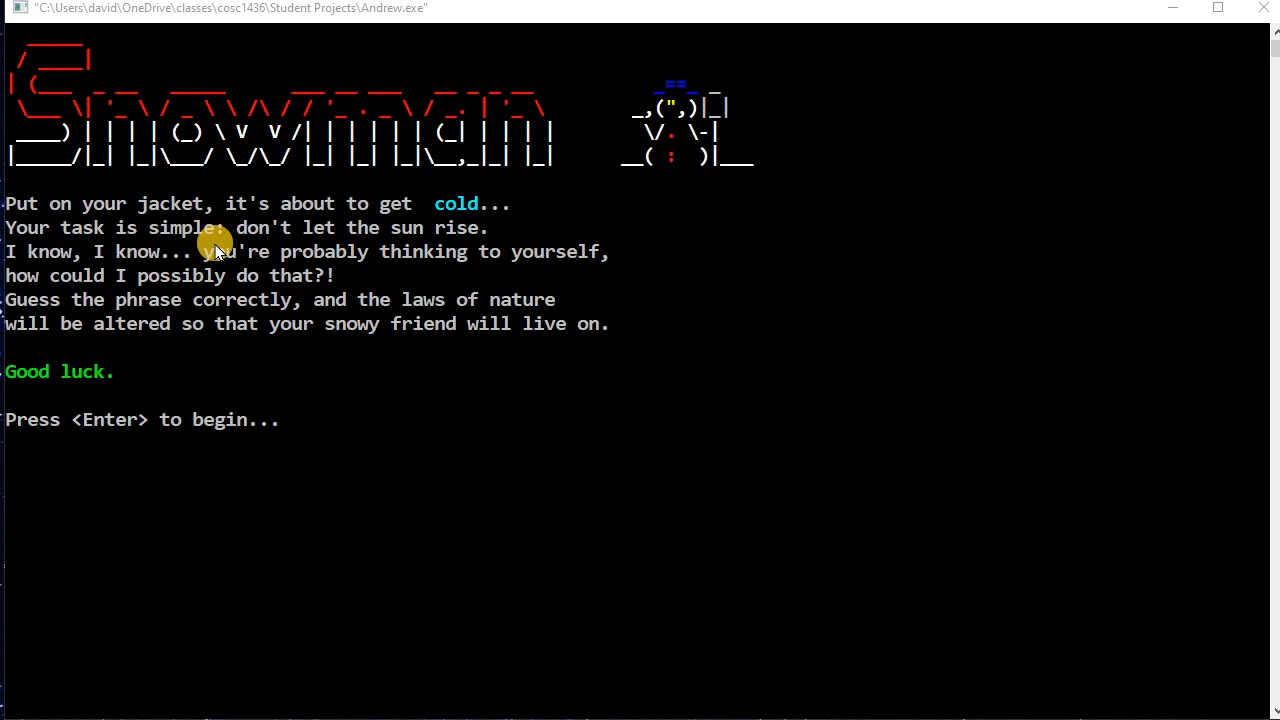 "C:\Users\david\OneDrive\classes\cosc1436\Student Projects\Andrew.exe"
Snowman
Put on your jacket, it's about to get  cold...
Your task is simple: don't let the sun rise.
I know, I know... you're probably thinking to yourself,
how could I possibly do that?!
Guess the phrase correctly, and the laws of nature
will be altered so that your snowy friend will live on.
Good luck.
Press <Enter> to begin...